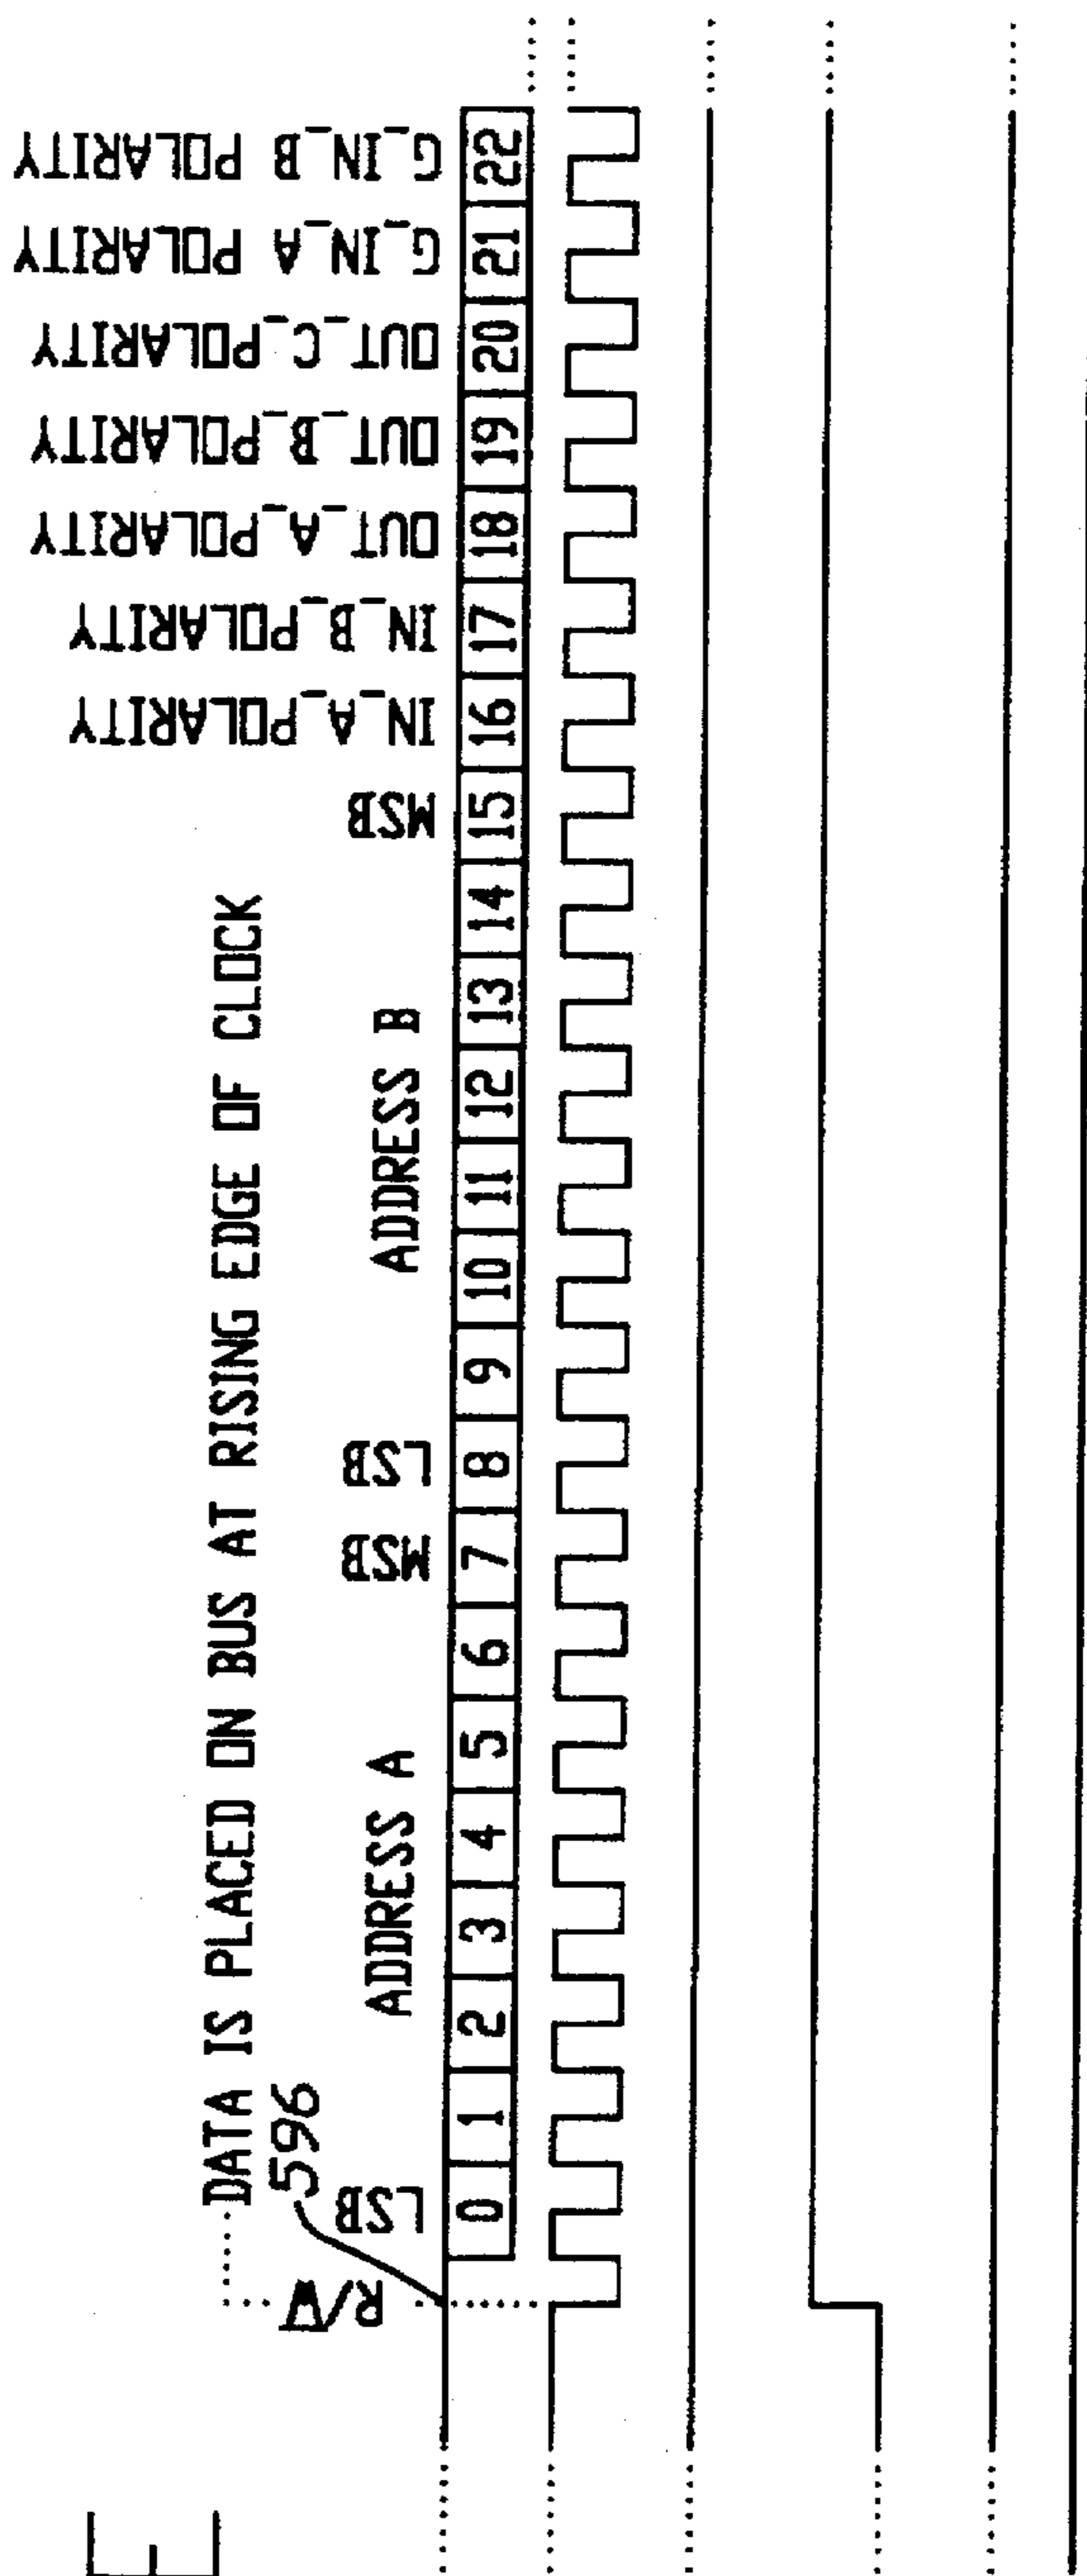 DATA IS PLACED ON BUS AT RISING EDGE OF CLOCK
596
R/W
LSB
ADDRESS A
MSB
LSB
ADDRESS B
MSB
IN_A_POLARITY
IN_B_POLARITY
OUT_A_POLARITY
OUT_B_POLARITY
OUT_C_POLARITY
G_IN_A POLARITY
G_IN_B POLARITY
0 1 2 3 4 5 6 7 8 9 10 11 12 13 14 15 16 17 18 19 20 21 22